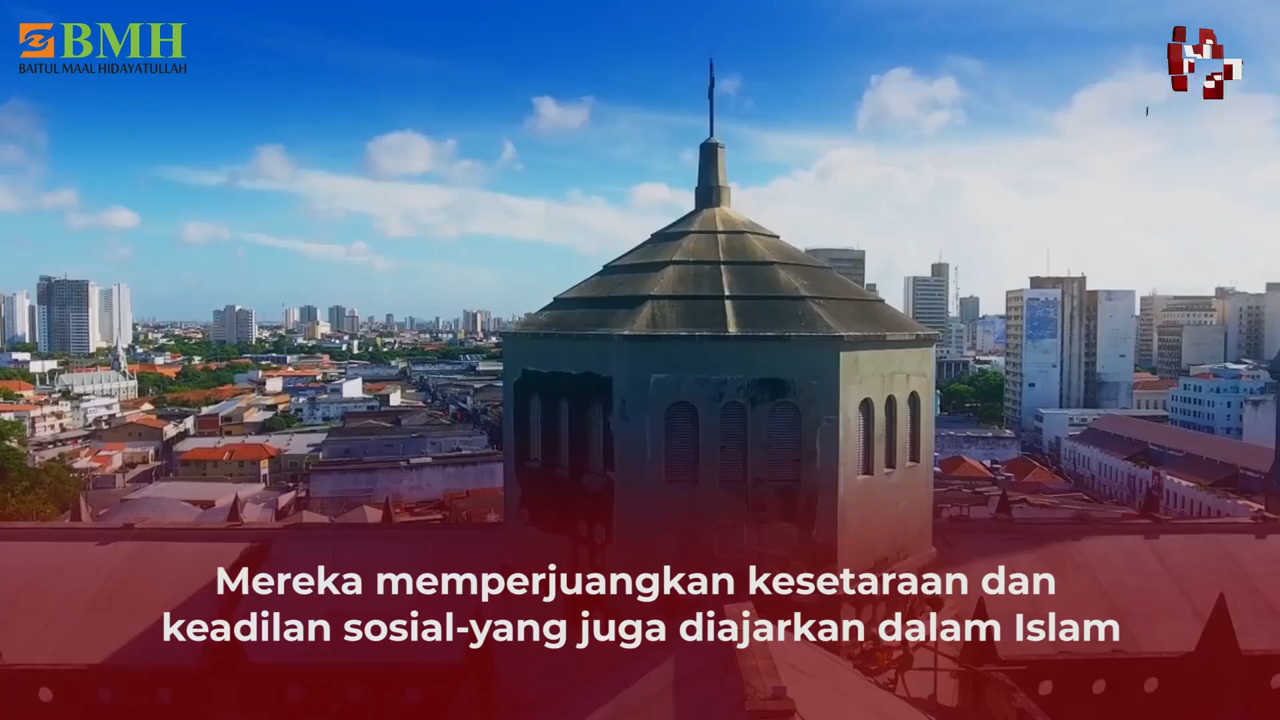 BMH
BAITUL MAAL HIDAYATULLAH
Mereka memperjuangkan kesetaraan dan
keadilan sosial-yang juga diajarkan dalam Islam